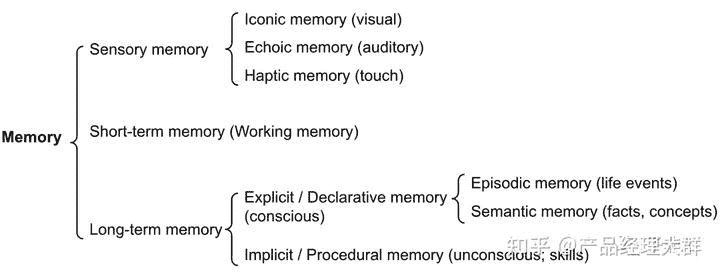 Iconic memory (visual)
Sensory memory
Echoic memory (auditory)
Haptic memory (touch)
Memory
Short-term memory (Working memory)
Explicit / Declarative memory
(conscious)
Episodic memory (life events)
Semantic memory (facts, concepts)
Long-term memory
Implicit / Procedural memory (unconscious; skills)
知乎 @产品经理大群